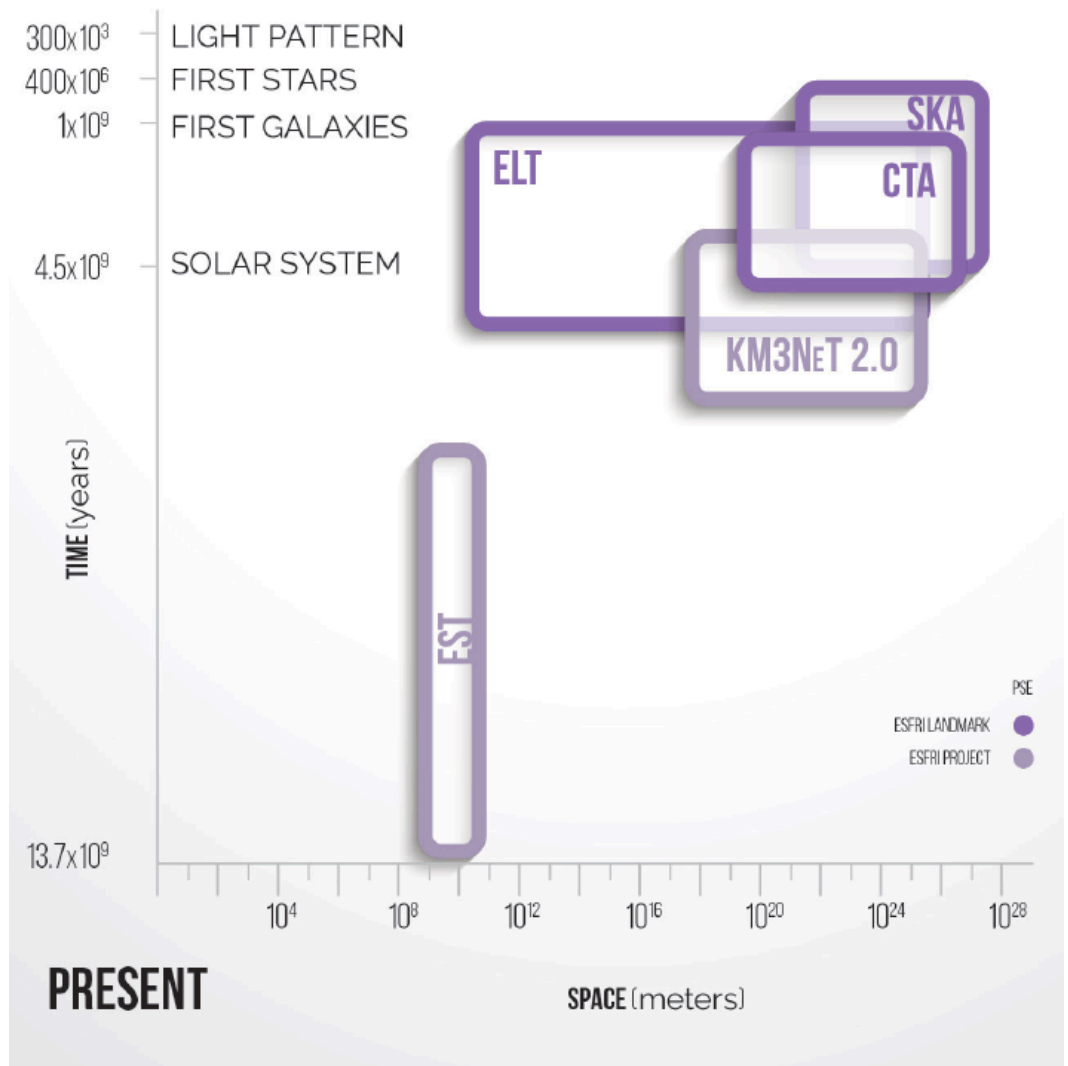 300x10³ LIGHT PATTERN
400x10⁶ FIRST STARS
1x10⁹ FIRST GALAXIES
SKA
ELT
CTA
4.5x10⁹ SOLAR SYSTEM
KM3NeT 2.0
TIME (years)
EST
PSE
ESFRI LANDMARK
ESFRI PROJECT
13.7x10⁹
10⁴ 10⁸ 10¹² 10¹⁶ 10²⁰ 10²⁴ 10²⁸
PRESENT
SPACE (meters)